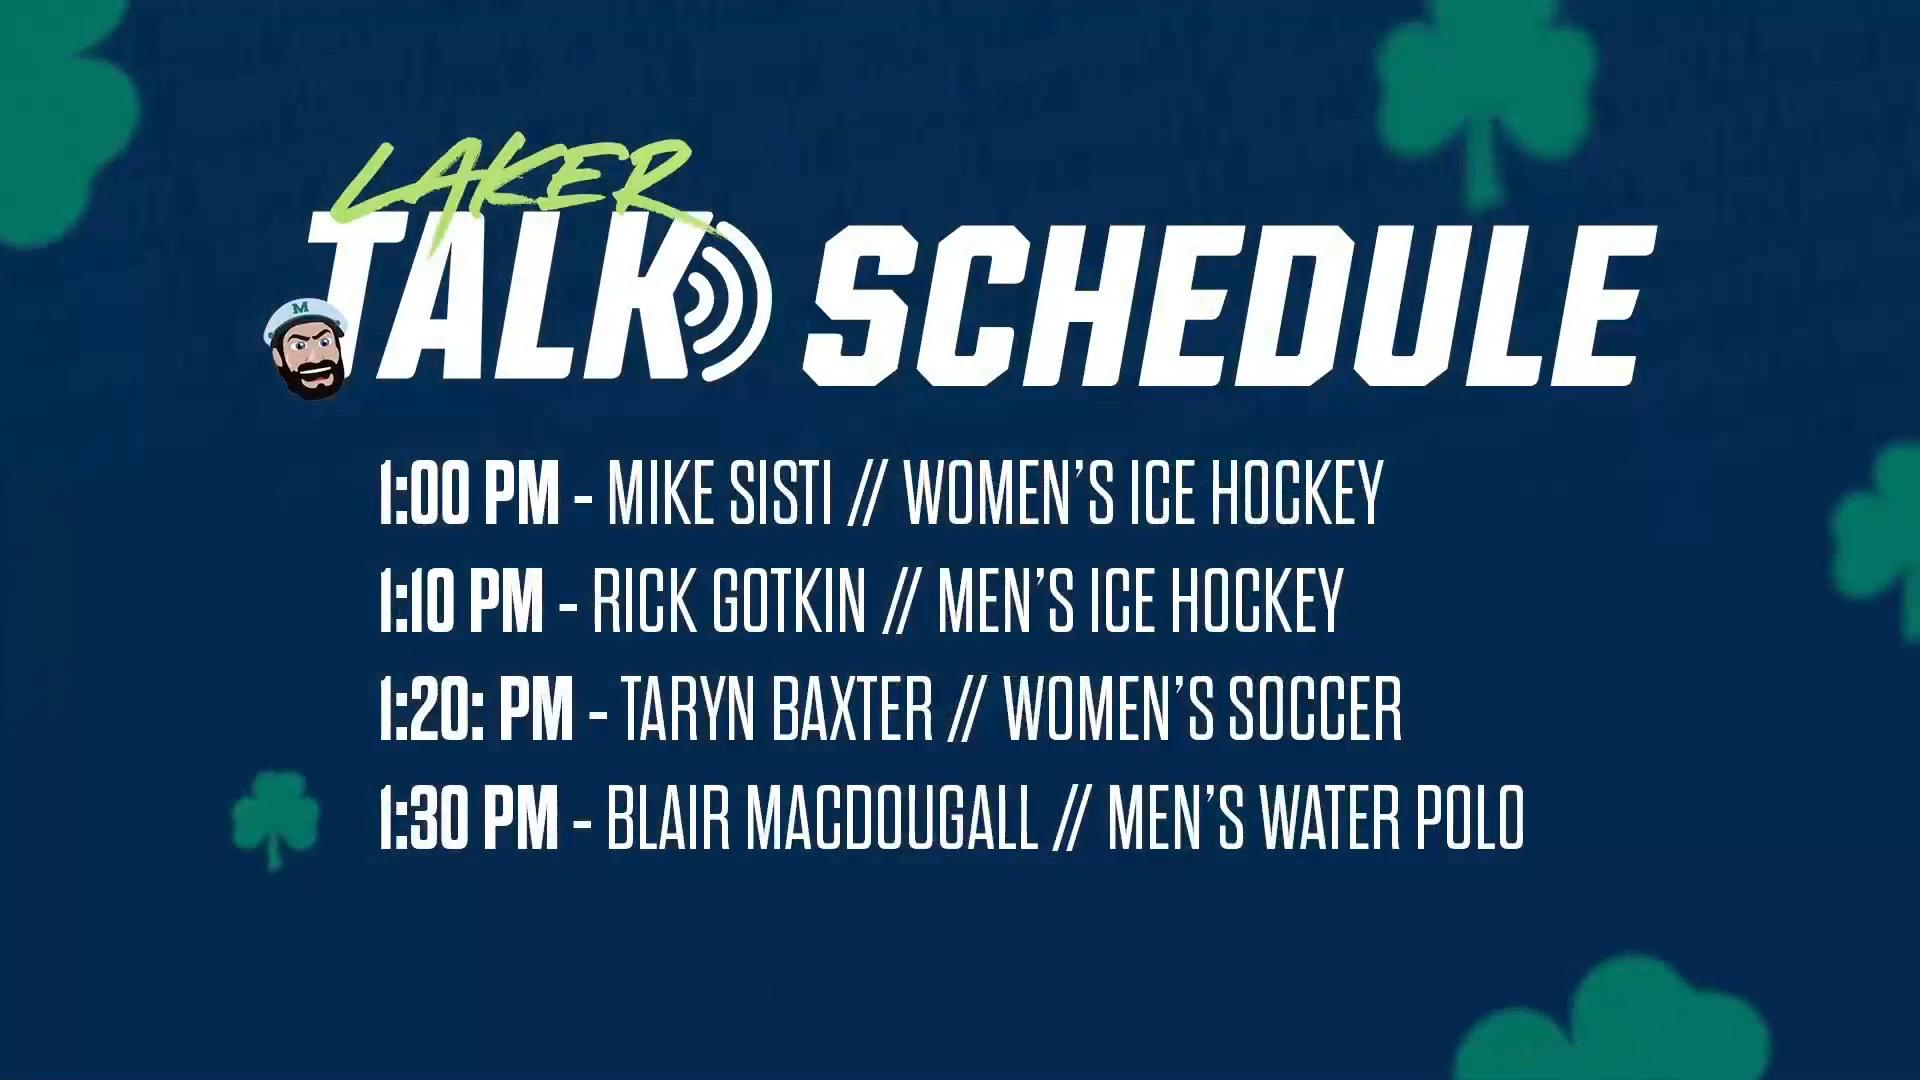 LAKER
TALK SCHEDULE
M
1:00 PM - MIKE SISTI // WOMEN'S ICE HOCKEY
1:10 PM - RICK GOTKIN // MEN'S ICE HOCKEY
1:20: PM - TARYN BAXTER // WOMEN'S SOCCER
1:30 PM - BLAIR MACDOUGALL // MEN'S WATER POLO